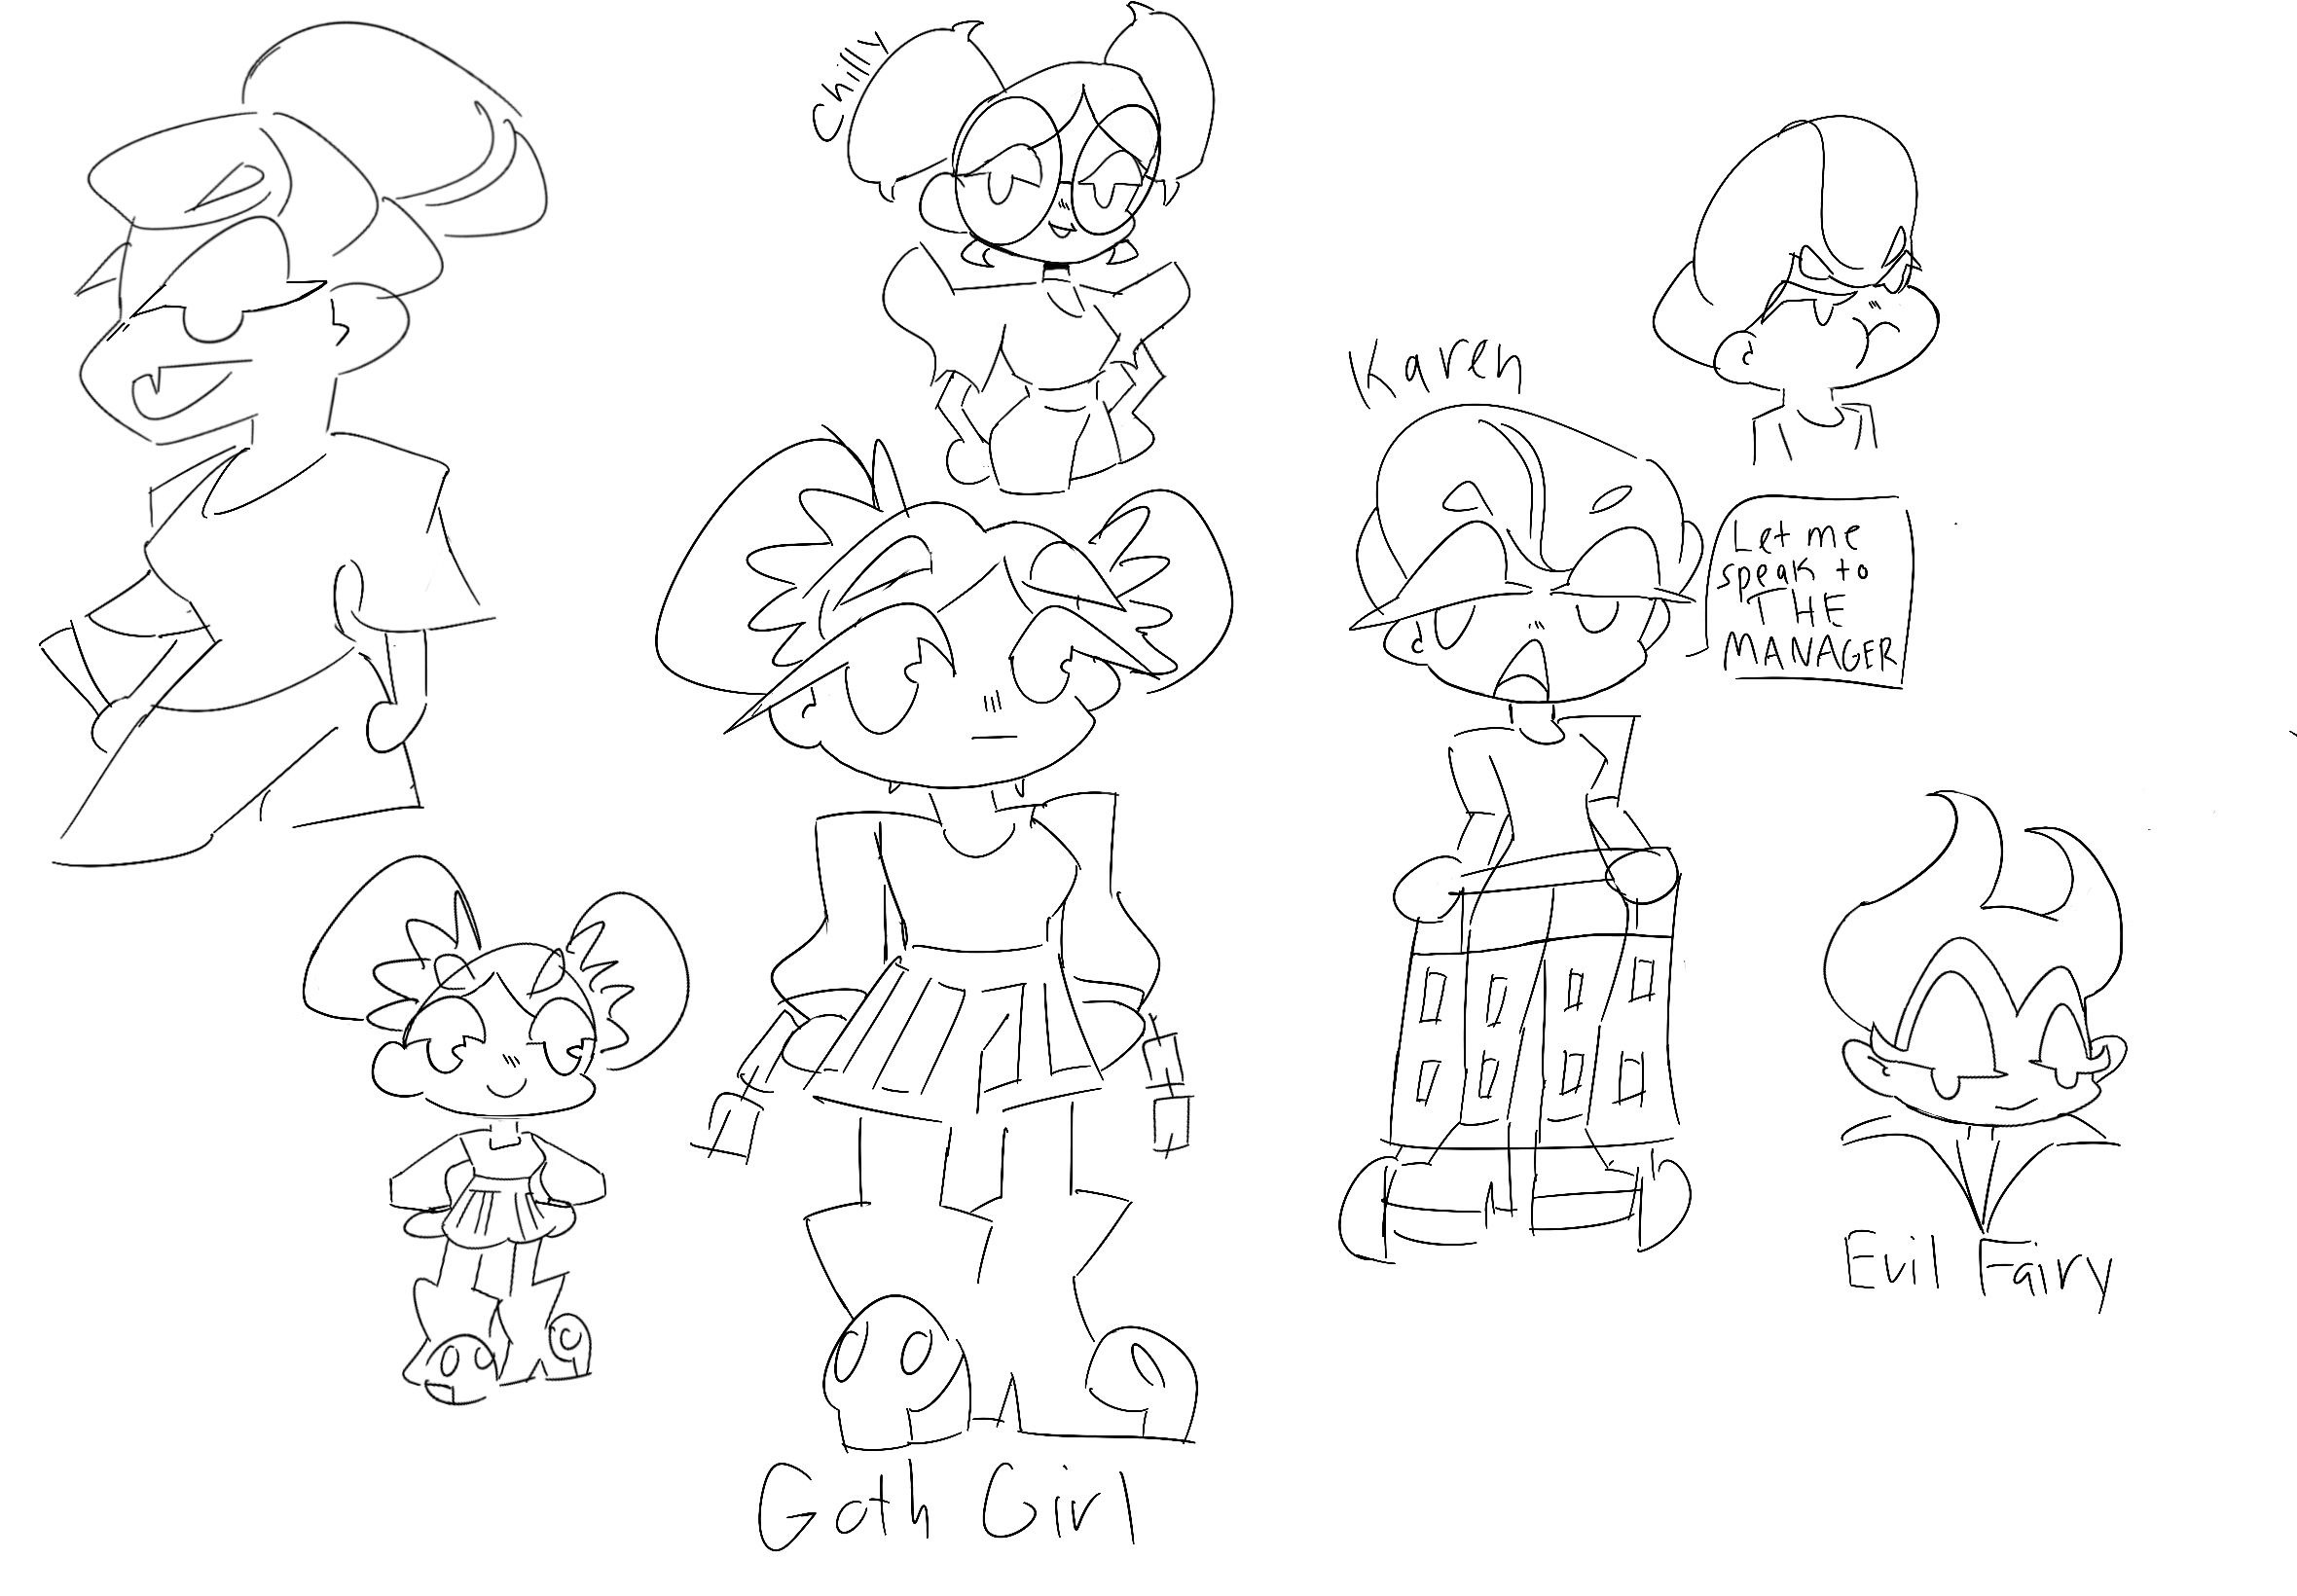 Chilly
Karen
Let me
speak to
THE
MANAGER
Evil Fairy
Goth Girl